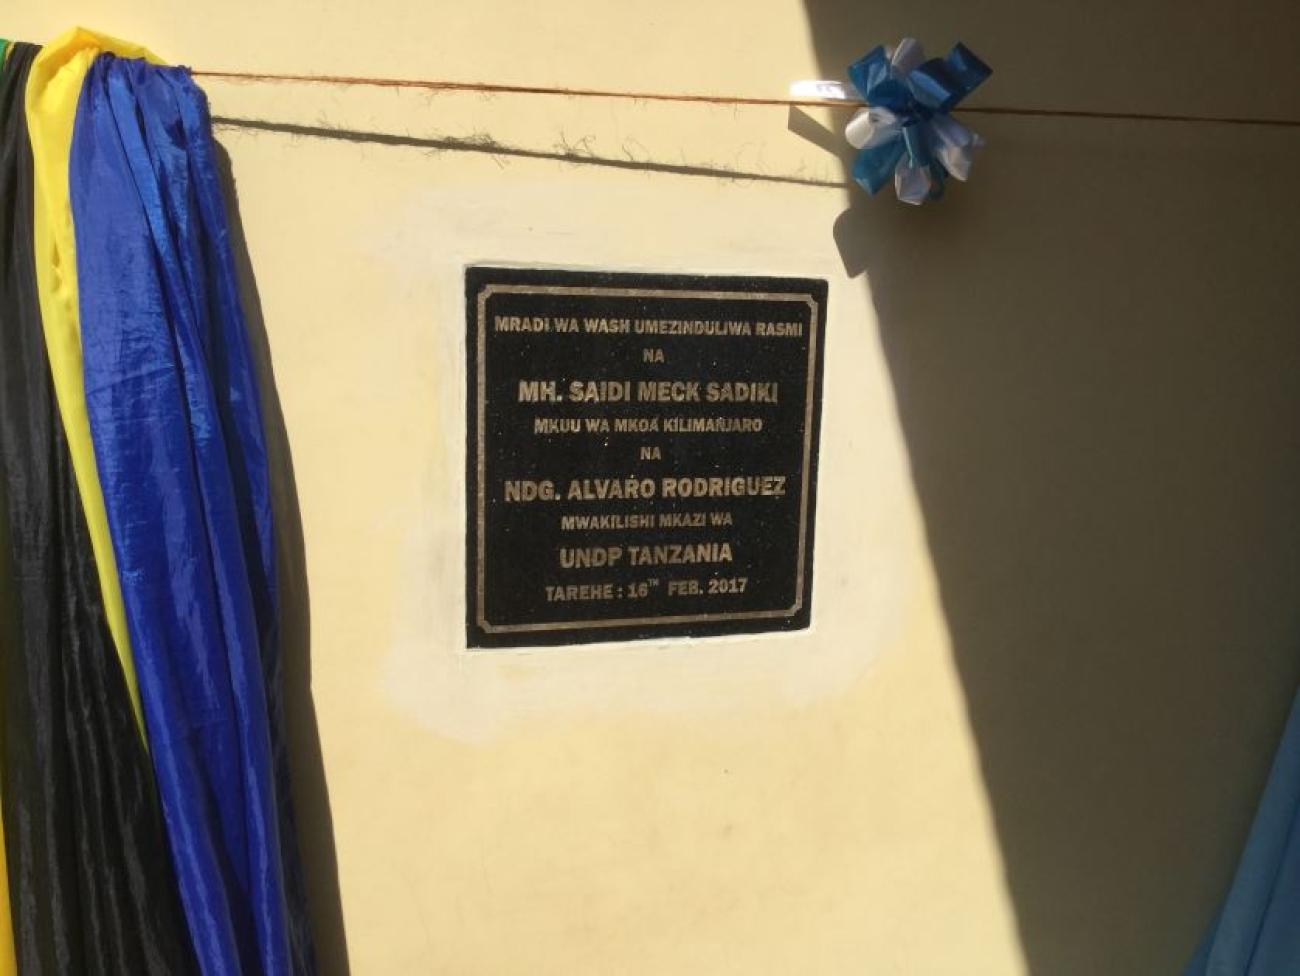 MRADI WA WASH UMEZINDULIWA RASMI
NA
MH. SAIDI MECK SADIKI
MKUU WA MKOA KILIMANJARO
NA
NDG. ALVARO RODRIGUEZ
MWAKILISHI MKAZI WA
UNDP TANZANIA
TAREHE : 16TH FEB. 2017